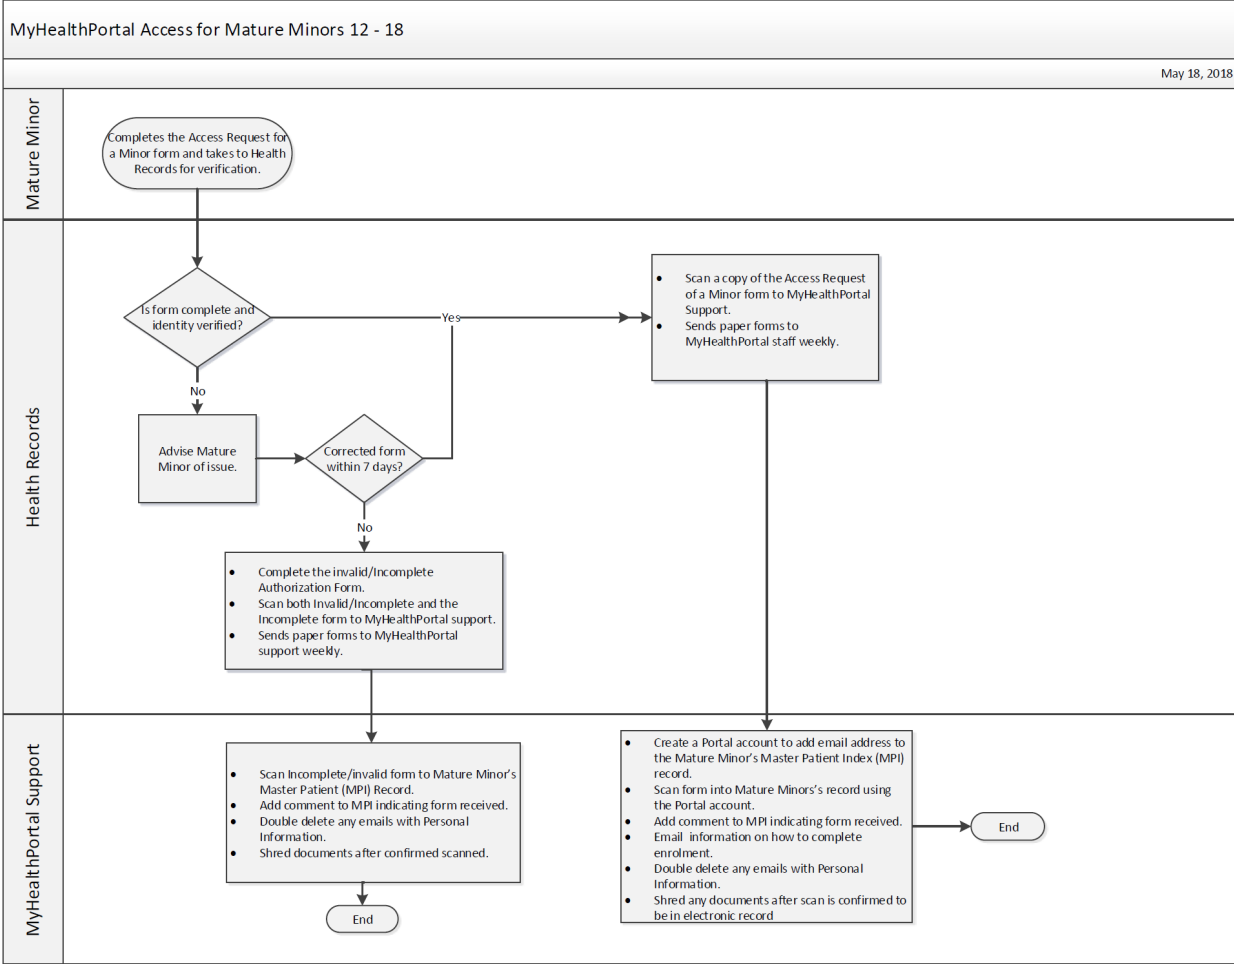 MyHealthPortal Access for Mature Minors 12 - 18
May 18, 2018
Mature Minor
Completes the Access Request for
a Minor form and takes to Health
Records for verification.
Health Records
Is form complete and
identity verified?
Yes
• Scan a copy of the Access Request
of a Minor form to MyHealthPortal
Support.
• Sends paper forms to
MyHealthPortal staff weekly.
No
Advise Mature
Minor of issue.
Corrected form
within 7 days?
No
• Complete the invalid/Incomplete
Authorization Form.
• Scan both Invalid/Incomplete and the
Incomplete form to MyHealthPortal support.
• Sends paper forms to MyHealthPortal
support weekly.
MyHealthPortal Support
• Scan Incomplete/invalid form to Mature Minor’s
Master Patient (MPI) Record.
• Add comment to MPI indicating form received.
• Double delete any emails with Personal
Information.
• Shred documents after confirmed scanned.
End
• Create a Portal account to add email address to
the Mature Minor’s Master Patient Index (MPI)
record.
• Scan form into Mature Minors’s record using
the Portal account.
• Add comment to MPI indicating form received.
• Email information on how to complete
enrolment.
• Double delete any emails with Personal
Information.
• Shred any documents after scan is confirmed to
be in electronic record
End